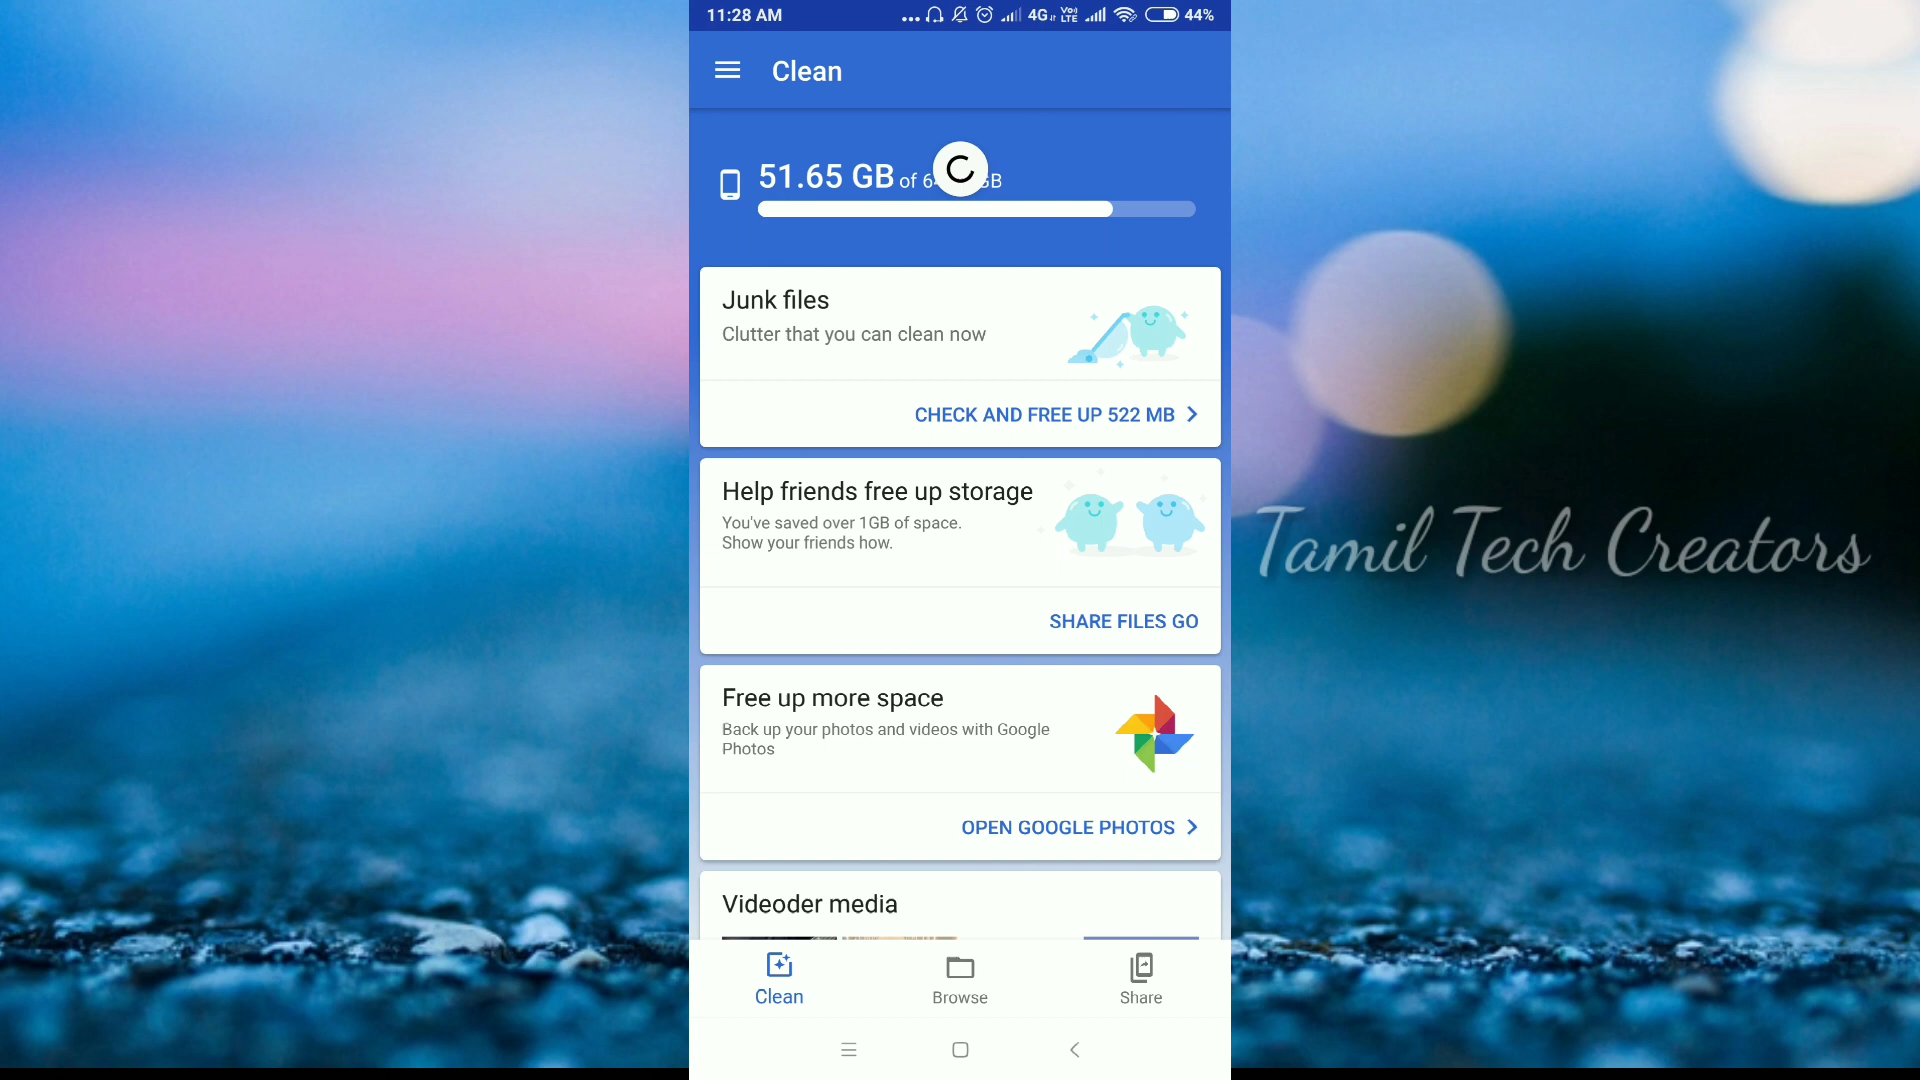 11:28 AM
4G
Vo)
LTE
44%
Clean
51.65 GB of 6 GB
Junk files
Clutter that you can clean now
CHECK AND FREE UP 522 MB
Help friends free up storage
You've saved over 1GB of space.
Show your friends how.
SHARE FILES GO
Free up more space
Back up your photos and videos with Google
Photos
OPEN GOOGLE PHOTOS
Videoder media
Clean
Browse
Share
Tamil Tech Creators